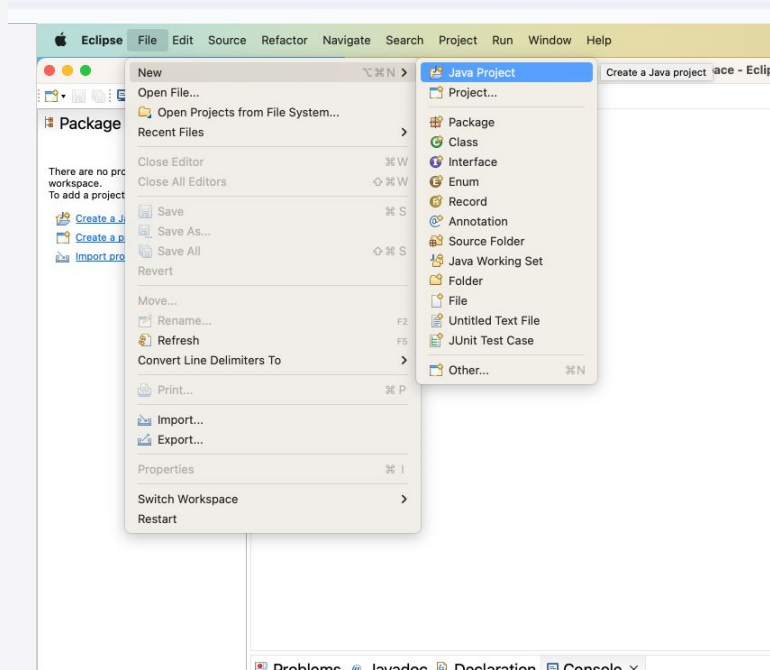 Eclipse File Edit Source Refactor Navigate Search Project Run Window Help
ace - Eclip
Package
There are no pro
workspace.
To add a project
Create a J
Create a p
Import pro
New ⌥⌘N >
Open File...
Open Projects from File System...
Recent Files >
Close Editor ⌘W
Close All Editors ⇧⌘W
Save ⌘S
Save As...
Save All ⇧⌘S
Revert
Move...
Rename... F2
Refresh F5
Convert Line Delimiters To >
Print... ⌘P
Import...
Export...
Properties ⌘I
Switch Workspace >
Restart
Java Project
Create a Java project
Project...
Package
Class
Interface
Enum
Record
Annotation
Source Folder
Java Working Set
Folder
File
Untitled Text File
JUnit Test Case
Other... ⌘N
Problems @ Javadoc Declaration Console ×